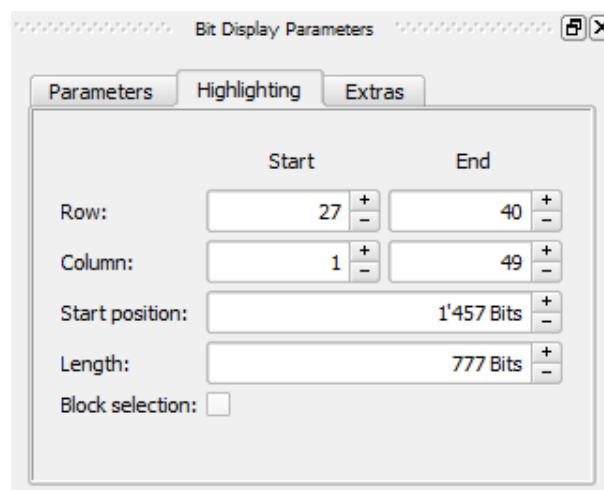 Bit Display Parameters
Parameters Highlighting Extras
Start End
Row: 27 40
Column: 1 49
Start position: 1'457 Bits
Length: 777 Bits
Block selection: